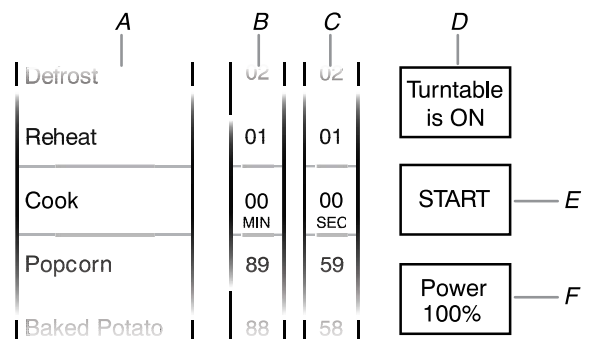 A B C D
Defrost 02 02
Turntable
is ON
Reheat 01 01
Cook 00 00
MIN SEC
START E
Popcorn 89 59
Power
100%
F
Baked Potato 88 58